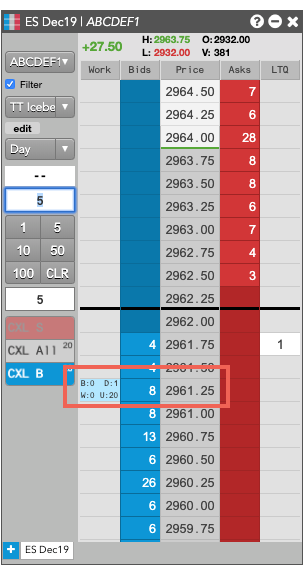 ES Dec19 | ABCDEF1
+27.50
H: 2963.75 O: 2932.00
L: 2932.00 V: 381
ABCDEF1
Filter
TT Icebe
edit
Day
--
5
1 5
10 50
100 CLR
5
CXL S
CXL All 20
CXL B
Work Bids Price Asks LTQ
2964.50 7
2964.25 6
2964.00 28
2963.75 8
2963.50 8
2963.25 6
2963.00 7
2962.75 4
2962.50 3
2962.25
2962.00
4 2961.75 1
4 2961.50
B:0 D:1
W:0 U:20
8 2961.25
8 2961.00
13 2960.75
6 2960.50
26 2960.25
6 2960.00
6 2959.75
+ ES Dec19